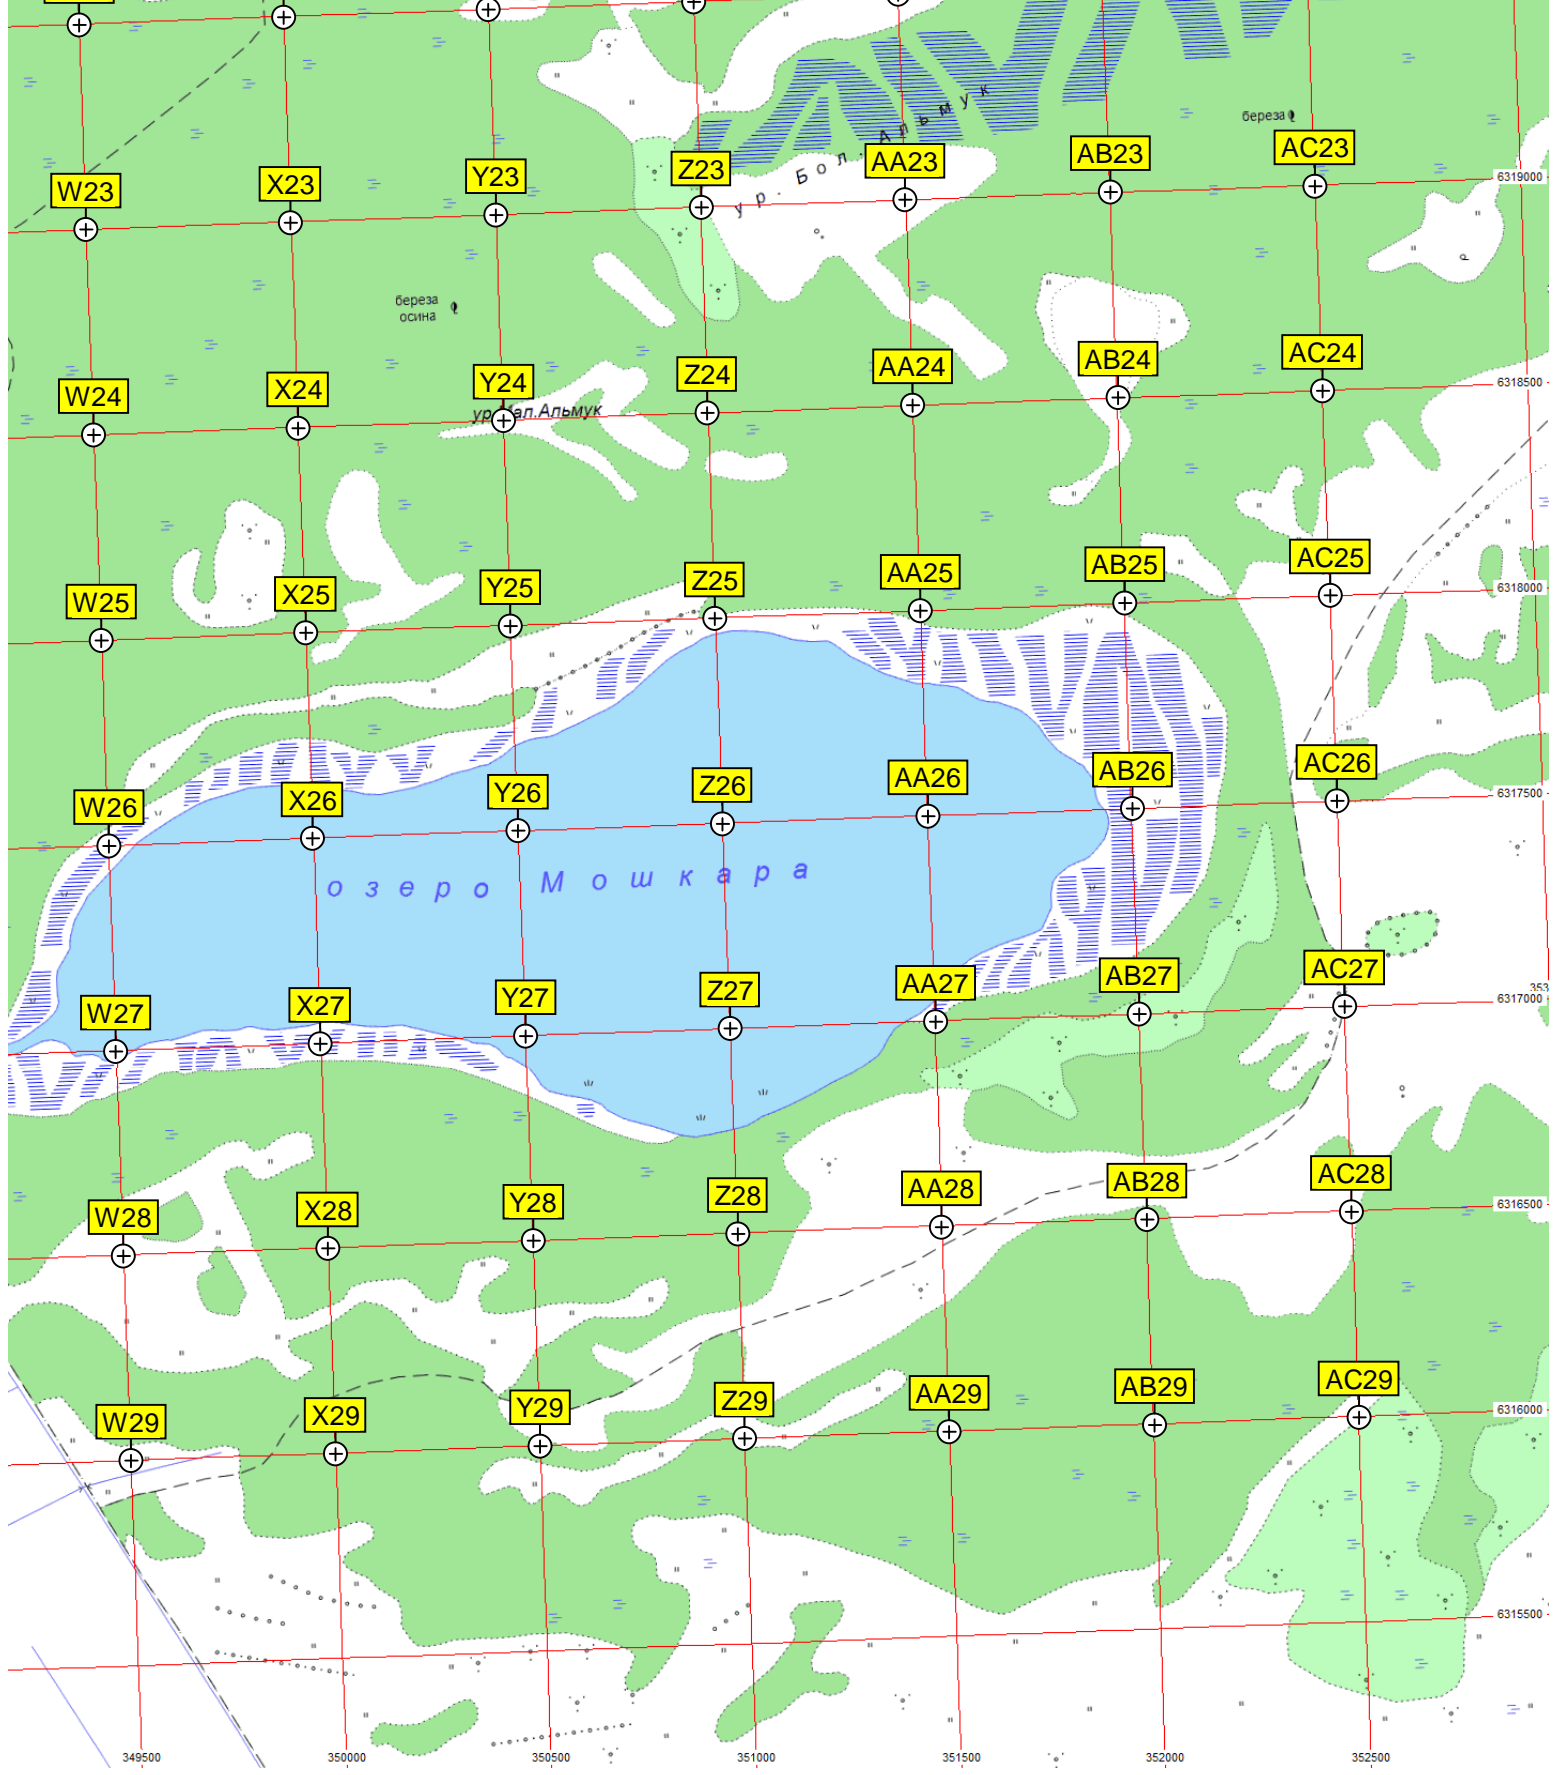 береза
ур. Бол. Альмук
W23 X23 Y23 Z23 AA23 AB23 AC23
6319000
береза
осина
W24 X24 Y24 Z24 AA24 AB24 AC24
6318500
W25 X25 Y25 Z25 AA25 AB25 AC25
6318000
W26 X26 Y26 Z26 AA26 AB26 AC26
6317500
озеро Мошкара
W27 X27 Y27 Z27 AA27 AB27 AC27
353
6317000
W28 X28 Y28 Z28 AA28 AB28 AC28
6316500
W29 X29 Y29 Z29 AA29 AB29 AC29
6316000
6315500
349500 350000 350500 351000 351500 352000 352500